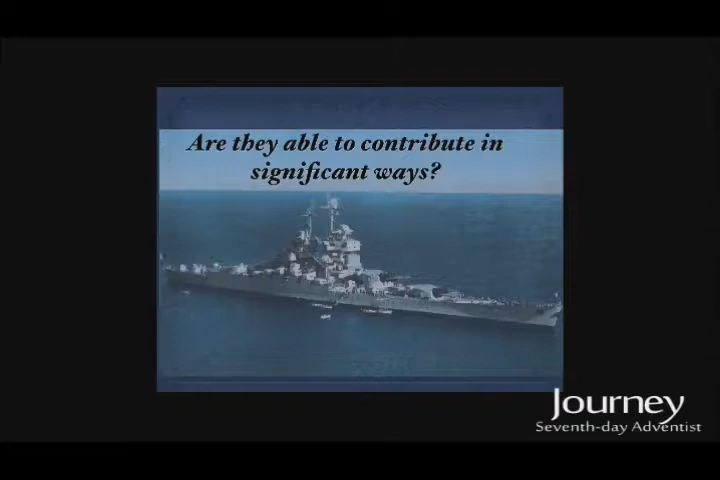 Are they able to contribute in
significant ways?
Journey
Seventh-day Adventist